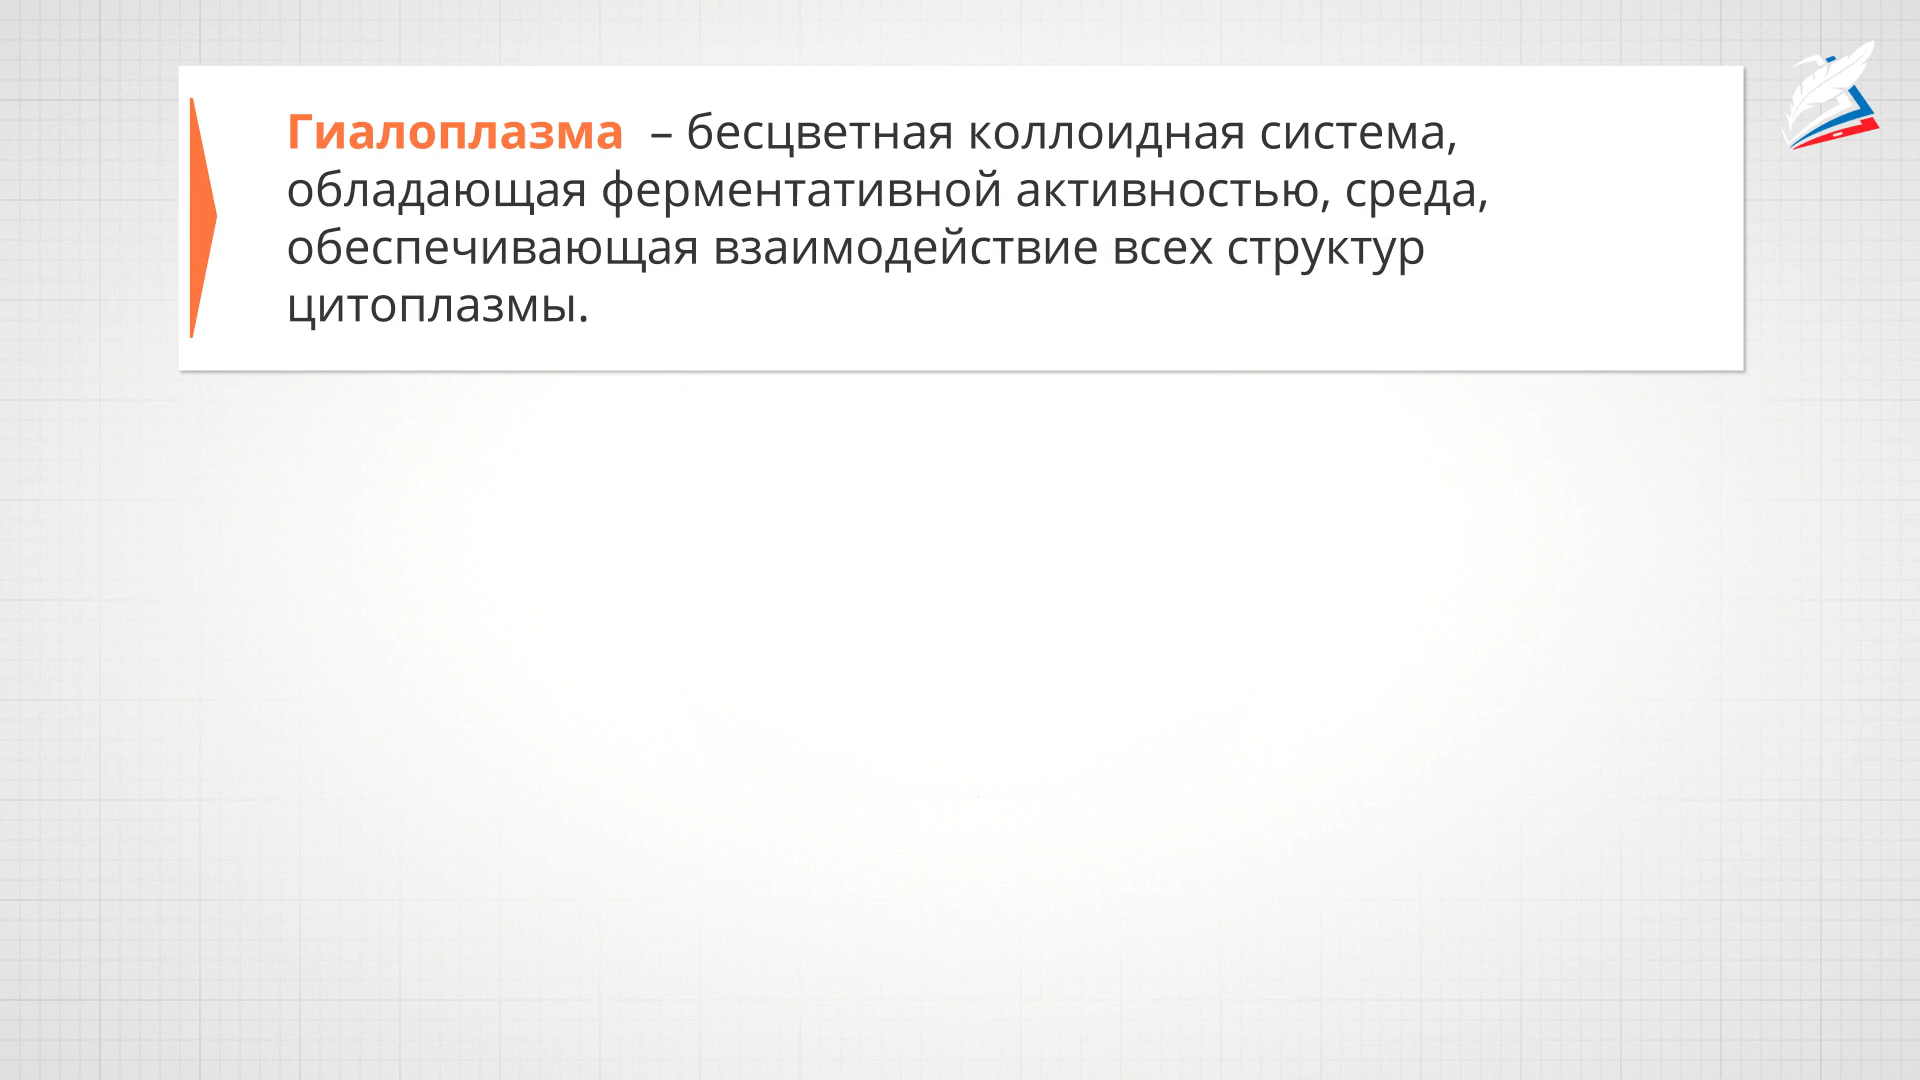 Гиалоплазма – бесцветная коллоидная система,
обладающая ферментативной активностью, среда,
обеспечивающая взаимодействие всех структур
цитоплазмы.